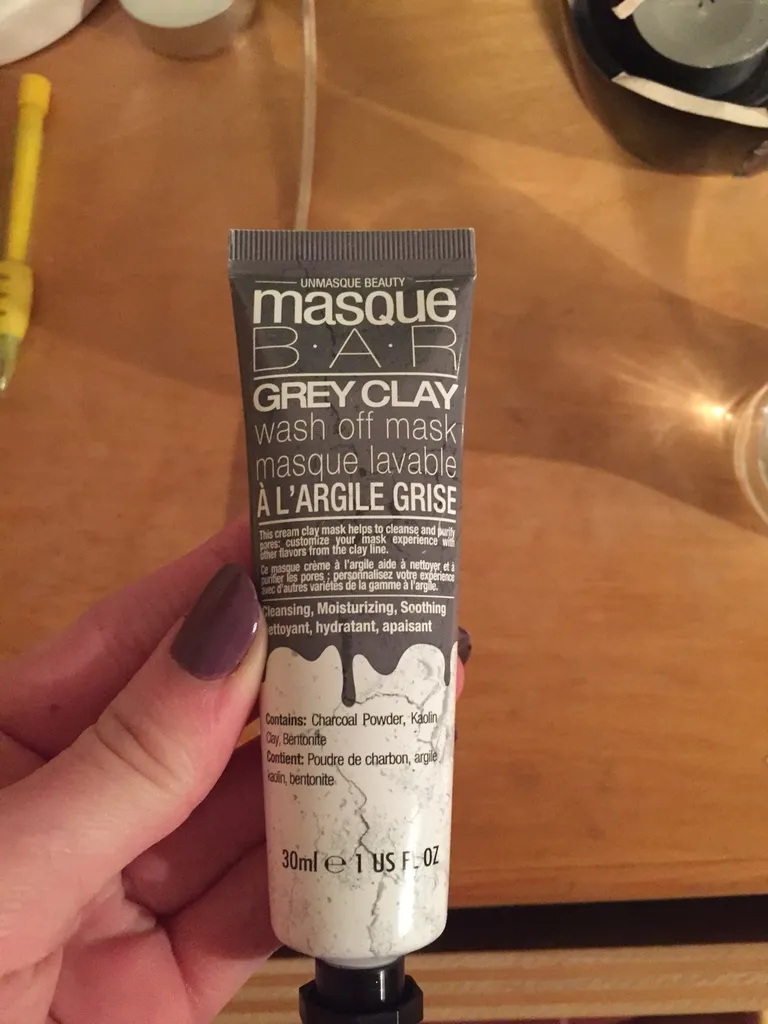 UNMASQUE BEAUTY™
masque
B·A·R
GREY CLAY
wash off mask
masque lavable
À L'ARGILE GRISE
This cream clay mask helps to cleanse and purify
pores: customize your mask experience with
other flavors from the clay line.
Ce masque crème à l'argile aide à nettoyer et à
purifier les pores ; personnalisez votre expérience
avec d'autres variétés de la gamme à l'argile.
Cleansing, Moisturizing, Soothing
ettoyant, hydratant, apaisant
Contains: Charcoal Powder, Kaolin
Clay, Bentonite
Contient: Poudre de charbon, argile
kaolin, bentonite
30ml ℮ 1 US FL OZ